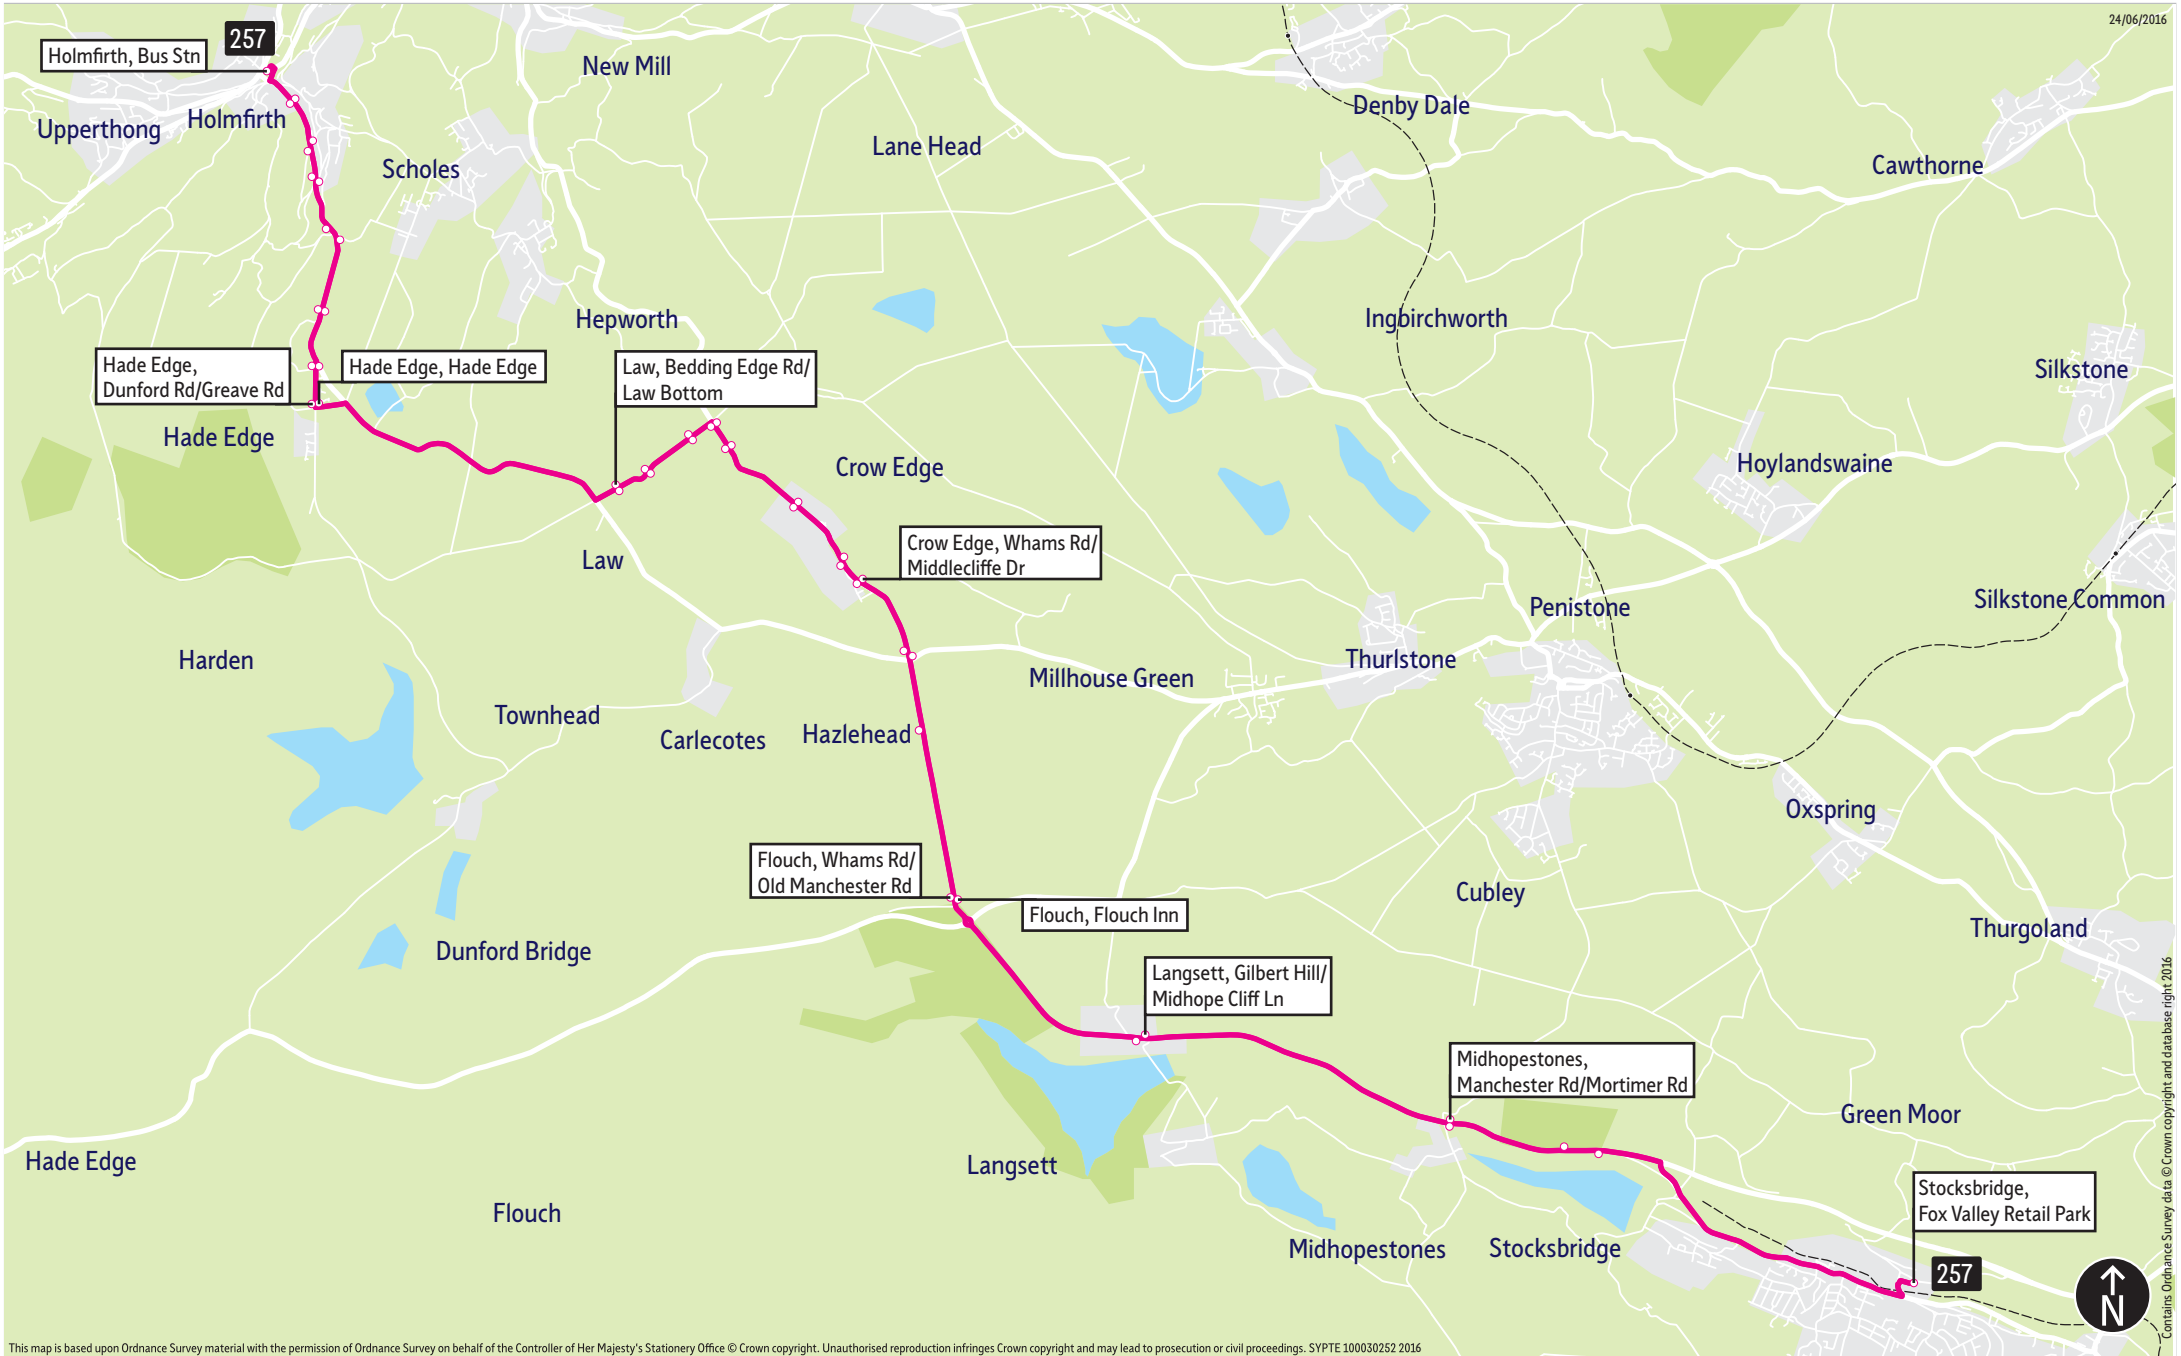 24/06/2016
257
Holmfirth, Bus Stn
New Mill
Denby Dale
Upperthong
Holmfirth
Lane Head
Scholes
Cawthorne
Hepworth
Ingbirchworth
Hade Edge,
Dunford Rd/Greave Rd
Hade Edge, Hade Edge
Law, Bedding Edge Rd/
Law Bottom
Silkstone
Hade Edge
Crow Edge
Hoylandswaine
Crow Edge, Whams Rd/
Middlecliffe Dr
Law
Penistone
Silkstone Common
Harden
Thurlstone
Millhouse Green
Townhead
Carlecotes
Hazlehead
Oxspring
Flouch, Whams Rd/
Old Manchester Rd
Flouch, Flouch Inn
Cubley
Thurgoland
Dunford Bridge
Langsett, Gilbert Hill/
Midhope Cliff Ln
Midhopestones,
Manchester Rd/Mortimer Rd
Green Moor
Hade Edge
Langsett
Stocksbridge,
Fox Valley Retail Park
Flouch
Midhopestones
Stocksbridge
257
N
Contains Ordnance Survey data © Crown copyright and database right 2016
This map is based upon Ordnance Survey material with the permission of Ordnance Survey on behalf of the Controller of Her Majesty's Stationery Office © Crown copyright. Unauthorised reproduction infringes Crown copyright and may lead to prosecution or civil proceedings. SYPTE 100030252 2016